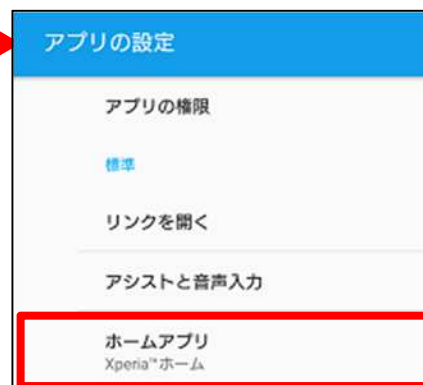 アプリの設定
アプリの権限
標準
リンクを開く
アシストと音声入力
ホームアプリ
Xperia™ホーム